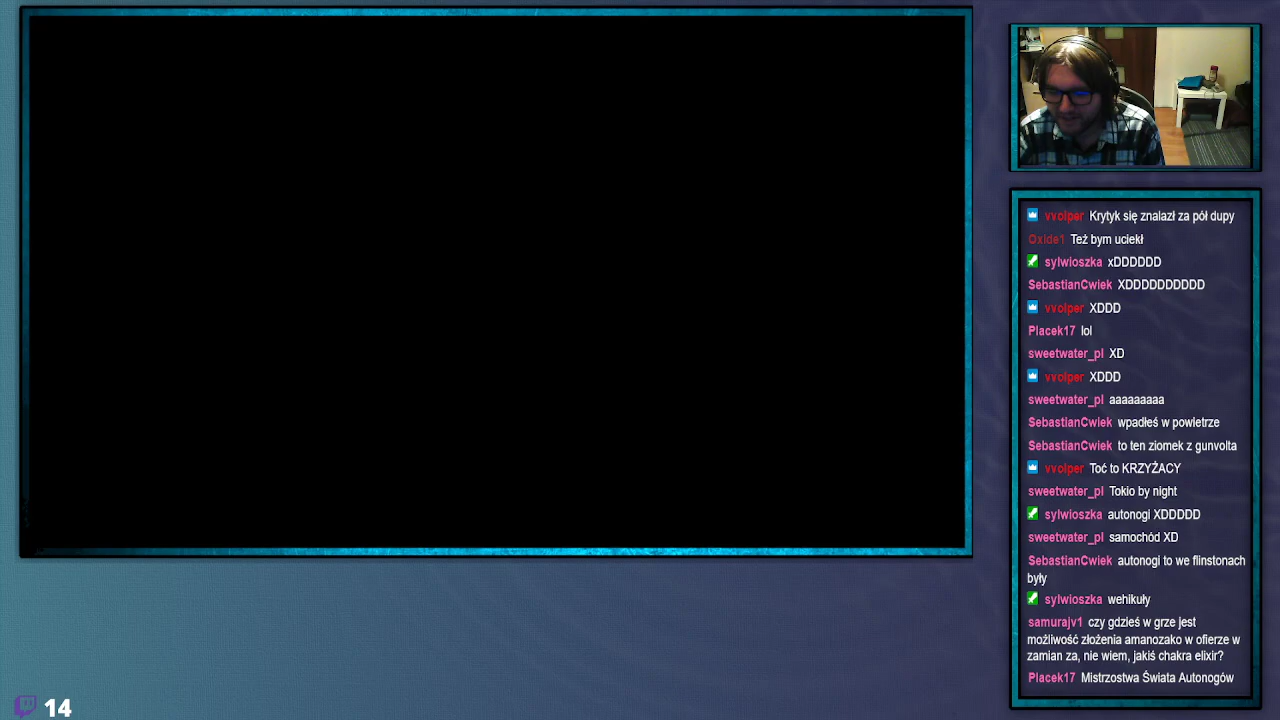 vvolper Krytyk się znalazł za pół dupy
Oxide1 Też bym uciekł
sylwioszka xDDDDDD
SebastianCwiek XDDDDDDDDDD
vvolper XDDD
Placek17 lol
sweetwater_pl XD
vvolper XDDD
sweetwater_pl aaaaaaaaa
SebastianCwiek wpadłeś w powietrze
SebastianCwiek to ten ziomek z gunvolta
vvolper Toć to KRZYŻACY
sweetwater_pl Tokio by night
sylwioszka autonogi XDDDDD
sweetwater_pl samochód XD
SebastianCwiek autonogi to we flinstonach
były
sylwioszka wehikuły
samurajv1 czy gdzieś w grze jest
możliwość złożenia amanozako w ofierze w
zamian za, nie wiem, jakiś chakra elixir?
Placek17 Mistrzostwa Świata Autonogów
14